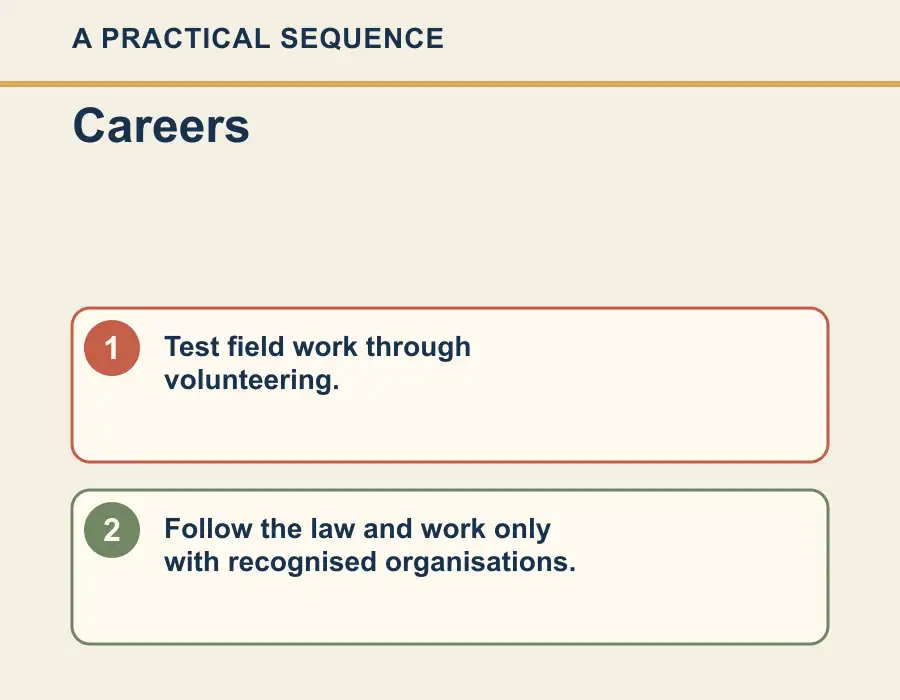 A PRACTICAL SEQUENCE
Careers
1
Test field work through
volunteering.
2
Follow the law and work only
with recognised organisations.